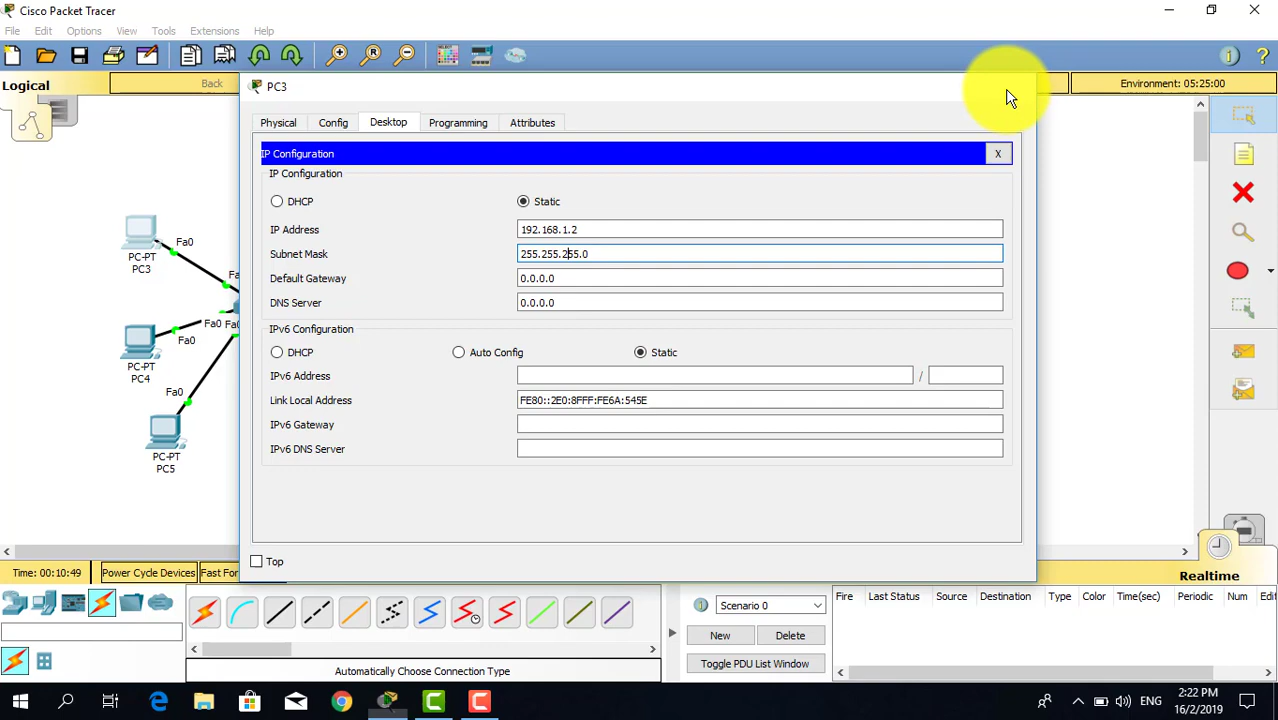 Cisco Packet Tracer
File Edit Options View Tools Extensions Help
Logical
Back
Environment: 05:25:00
PC3
Physical Config Desktop Programming Attributes
IP Configuration
X
IP Configuration
DHCP
Static
IP Address
192.168.1.2
Subnet Mask
255.255.255.0
Default Gateway
0.0.0.0
DNS Server
0.0.0.0
IPv6 Configuration
DHCP
Auto Config
Static
IPv6 Address
/
Link Local Address
FE80::2E0:8FFF:FE6A:545E
IPv6 Gateway
IPv6 DNS Server
Top
Fa0
PC-PT
PC3
Fa0
Fa0
Fa0
PC-PT
PC4
Fa0
PC-PT
PC5
Time: 00:10:49
Power Cycle Devices
Fast For
Realtime
Automatically Choose Connection Type
Scenario 0
New
Delete
Toggle PDU List Window
Fire Last Status Source Destination Type Color Time(sec) Periodic Num Edi
ENG
2:22 PM
16/2/2019